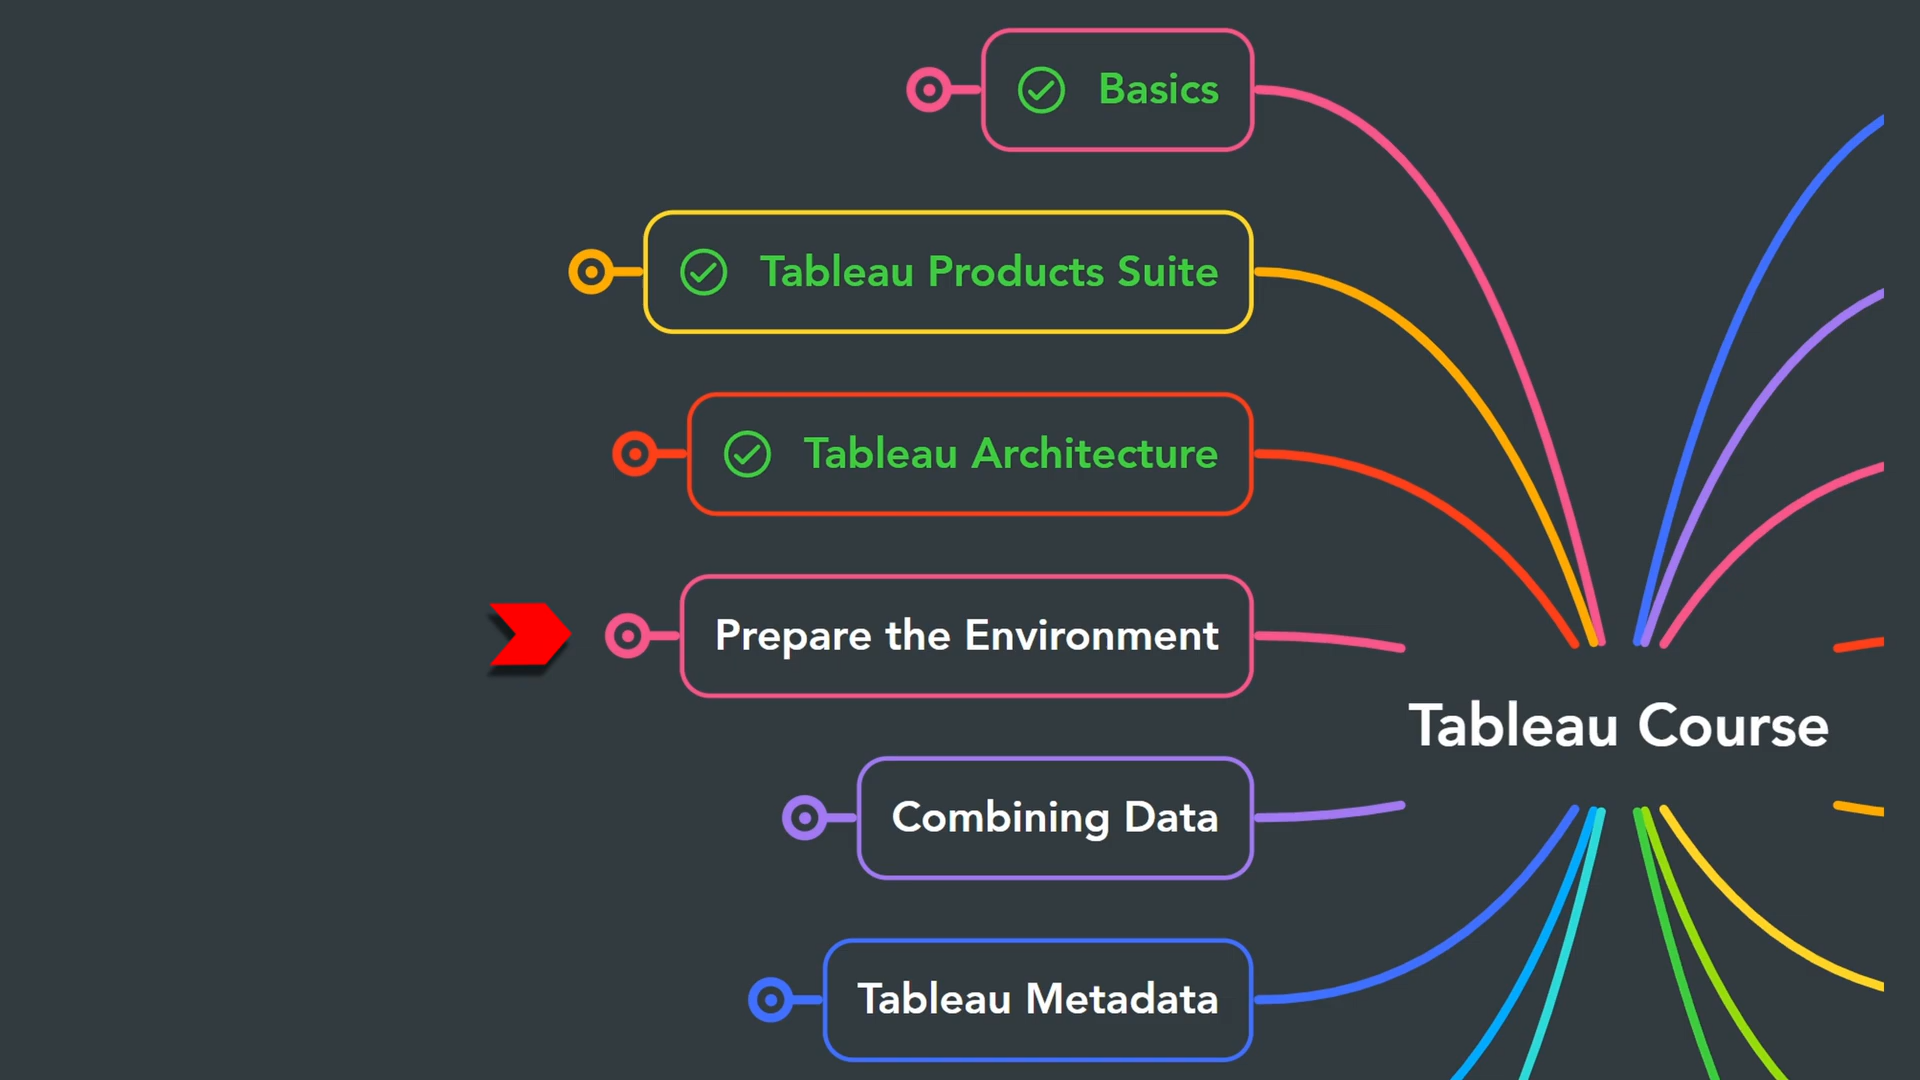 Basics
Tableau Products Suite
Tableau Architecture
Prepare the Environment
Tableau Course
Combining Data
Tableau Metadata